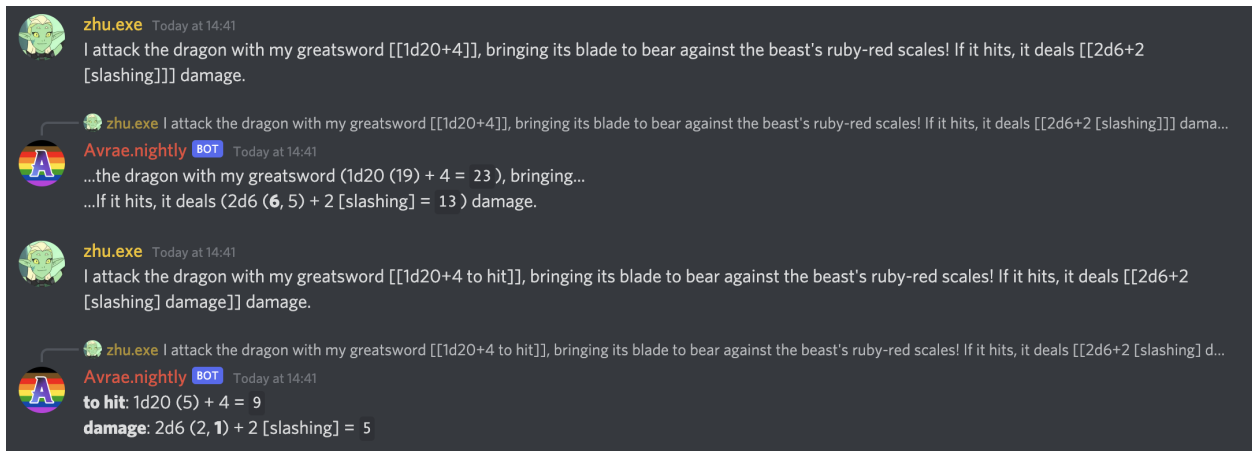 zhu.exe Today at 14:41
I attack the dragon with my greatsword [[1d20+4]], bringing its blade to bear against the beast's ruby-red scales! If it hits, it deals [[2d6+2
[slashing]]] damage.
zhu.exe I attack the dragon with my greatsword [[1d20+4]], bringing its blade to bear against the beast's ruby-red scales! If it hits, it deals [[2d6+2 [slashing]]] dama...
A Avrae.nightly BOT Today at 14:41
...the dragon with my greatsword (1d20 (19) + 4 = 23), bringing...
...If it hits, it deals (2d6 (6, 5) + 2 [slashing] = 13) damage.
zhu.exe Today at 14:41
I attack the dragon with my greatsword [[1d20+4 to hit]], bringing its blade to bear against the beast's ruby-red scales! If it hits, it deals [[2d6+2
[slashing] damage]] damage.
zhu.exe I attack the dragon with my greatsword [[1d20+4 to hit]], bringing its blade to bear against the beast's ruby-red scales! If it hits, it deals [[2d6+2 [slashing] d...
A Avrae.nightly BOT Today at 14:41
to hit: 1d20 (5) + 4 = 9
damage: 2d6 (2, 1) + 2 [slashing] = 5